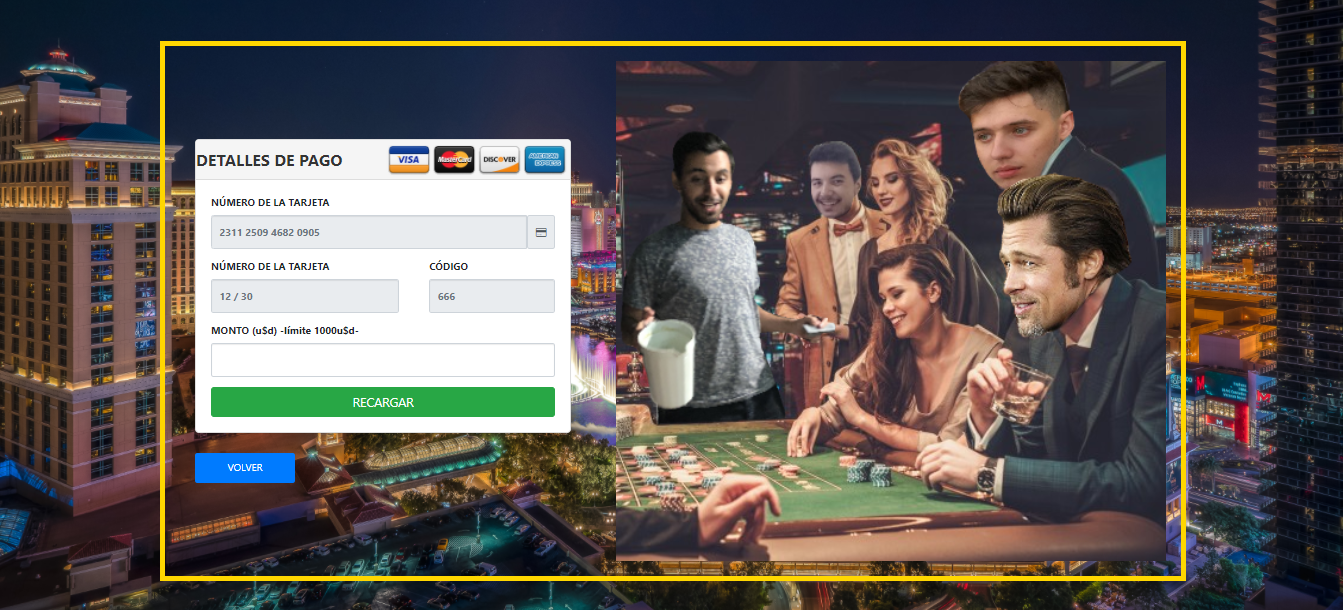 DETALLES DE PAGO
VISA
MasterCard
DISCOVER
AMERICAN EXPRESS
NÚMERO DE LA TARJETA
2311 2509 4682 0905
NÚMERO DE LA TARJETA
CÓDIGO
12 / 30
666
MONTO (u$d) -límite 1000u$d-
RECARGAR
VOLVER